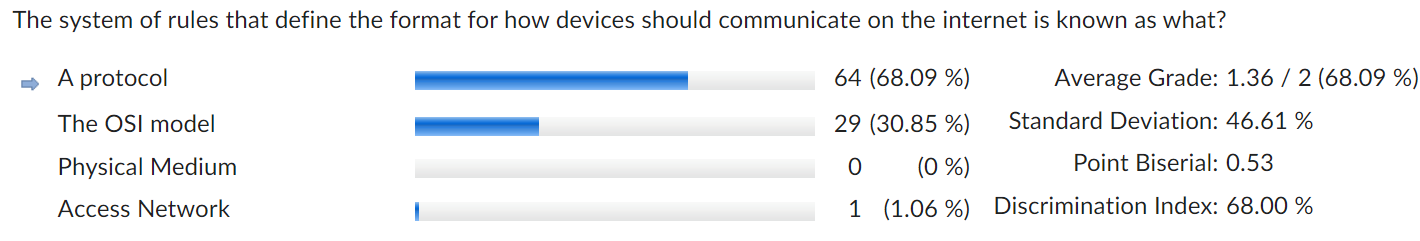 The system of rules that define the format for how devices should communicate on the internet is known as what?
A protocol 64 (68.09 %) Average Grade: 1.36 / 2 (68.09 %)
The OSI model 29 (30.85 %) Standard Deviation: 46.61 %
Physical Medium 0 (0 %) Point Biserial: 0.53
Access Network 1 (1.06 %) Discrimination Index: 68.00 %